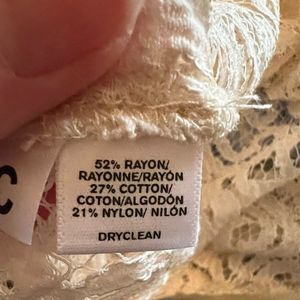 C
52% RAYON/
RAYONNE/RAYÓN
27% COTTON/
COTON/ALGODÓN
21% NYLON/ NILÓN
DRYCLEAN